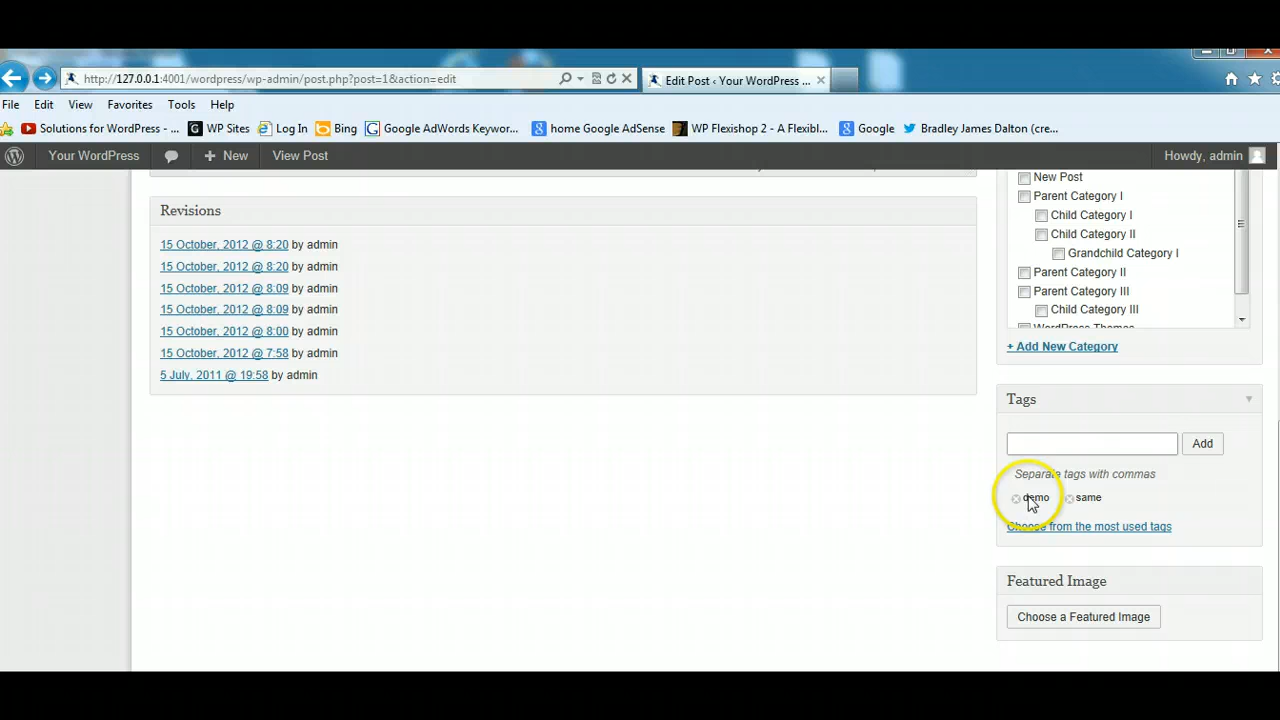 http://127.0.0.1:4001/wordpress/wp-admin/post.php?post=1&action=edit
Edit Post ‹ Your WordPress ...
File Edit View Favorites Tools Help
Solutions for WordPress - ... WP Sites Log In Bing Google AdWords Keywor... home Google AdSense WP Flexishop 2 - A Flexibl... Google Bradley James Dalton (cre...
Your WordPress + New View Post Howdy, admin
Revisions
15 October, 2012 @ 8:20 by admin
15 October, 2012 @ 8:20 by admin
15 October, 2012 @ 8:09 by admin
15 October, 2012 @ 8:09 by admin
15 October, 2012 @ 8:00 by admin
15 October, 2012 @ 7:58 by admin
5 July, 2011 @ 19:58 by admin
New Post
Parent Category I
Child Category I
Child Category II
Grandchild Category I
Parent Category II
Parent Category III
Child Category III
WordPress Themes
+ Add New Category
Tags
Add
Separate tags with commas
demo same
Choose from the most used tags
Featured Image
Choose a Featured Image